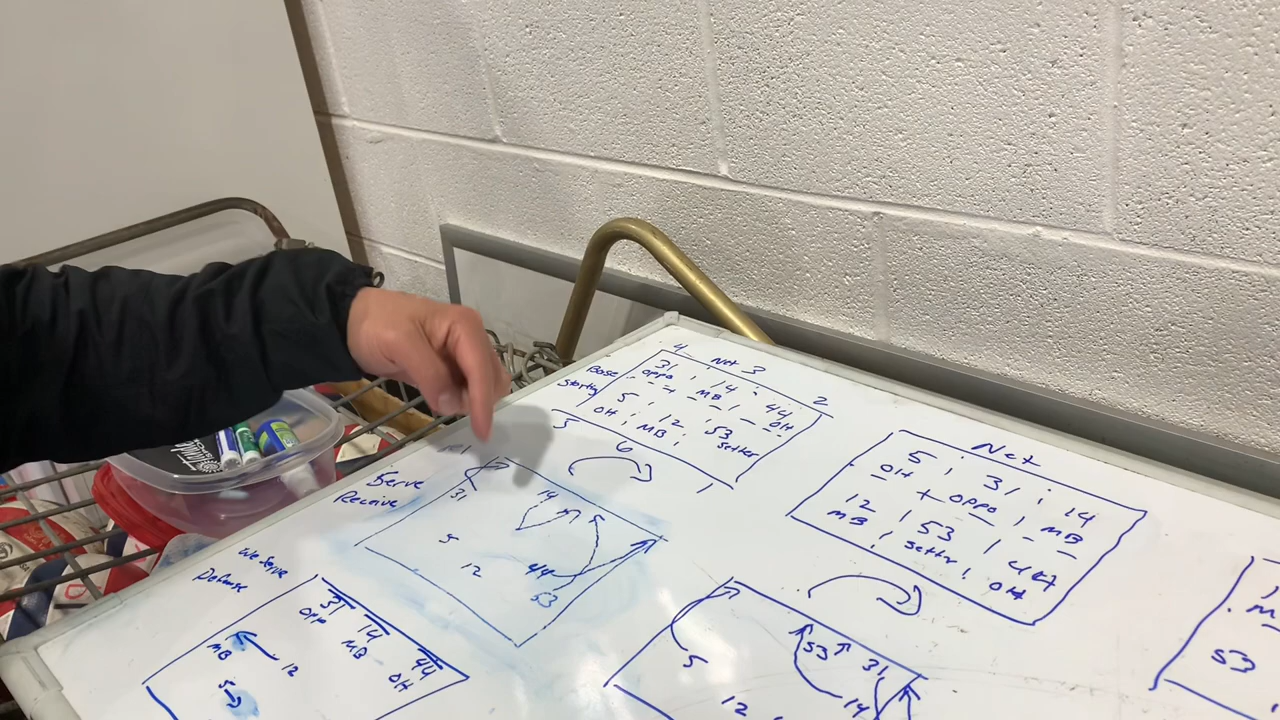 4 Net 3
2
Base
Starting
31 14 44
OPPO MB OH
5 12 53
OH MB Setter
5 6 1
Net
5 31 14
OH OPPO MB
12 53 44
MB Setter OH
Serve
Receive
31 14
5
12 44
53
We Serve
Defense
31 14 44
OPP MB OH
MB 12
5
53 31
5
12 14
53